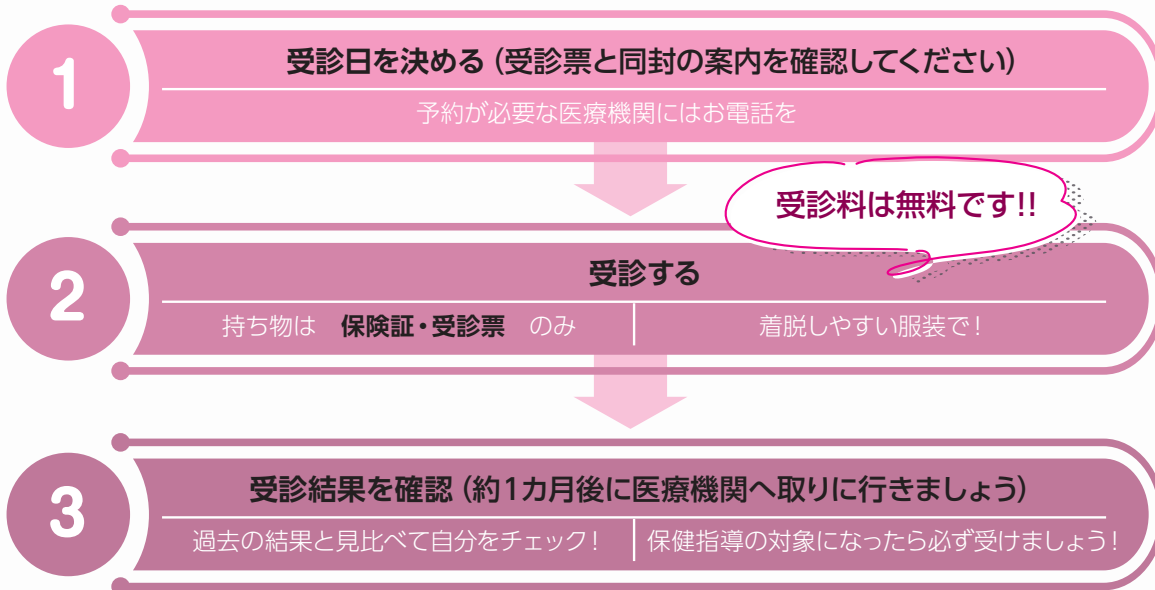 1
受診日を決める（受診票と同封の案内を確認してください）
予約が必要な医療機関にはお電話を
受診料は無料です!!
2
受診する
持ち物は 保険証・受診票 のみ
着脱しやすい服装で！
3
受診結果を確認（約1カ月後に医療機関へ取りに行きましょう）
過去の結果と見比べて自分をチェック！
保健指導の対象になったら必ず受けましょう！